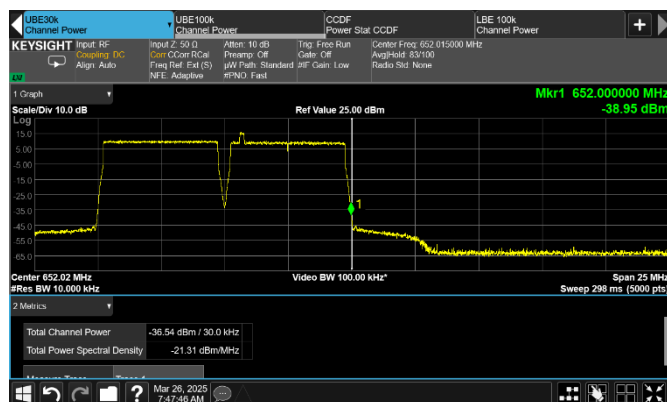 UBE30k
Channel Power
UBE100k
Channel Power
CCDF
Power Stat CCDF
LBE 100k
Channel Power
KEYSIGHT
Input: RF
Coupling: DC
Align: Auto
Input Z: 50 Ω
Corr CCorr RCal
Freq Ref: Ext (S)
NFE: Adaptive
Atten: 10 dB
Preamp: Off
µW Path: Standard
#PNO: Fast
Trig: Free Run
Gate: Off
#IF Gain: Low
Center Freq: 652.015000 MHz
Avg|Hold: 83/100
Radio Std: None
1 Graph
Mkr1 652.000000 MHz
-38.95 dBm
Scale/Div 10.0 dB
Ref Value 25.00 dBm
Log
15.0
5.00
-5.00
-15.0
-25.0
-35.0
-45.0
-55.0
-65.0
1
Center 652.02 MHz
#Res BW 10.000 kHz
Video BW 100.00 kHz*
Span 25 MHz
Sweep 298 ms (5000 pts)
2 Metrics
Total Channel Power
-36.54 dBm / 30.0 kHz
Total Power Spectral Density
-21.31 dBm/MHz
Mar 26, 2025
7:47:46 AM